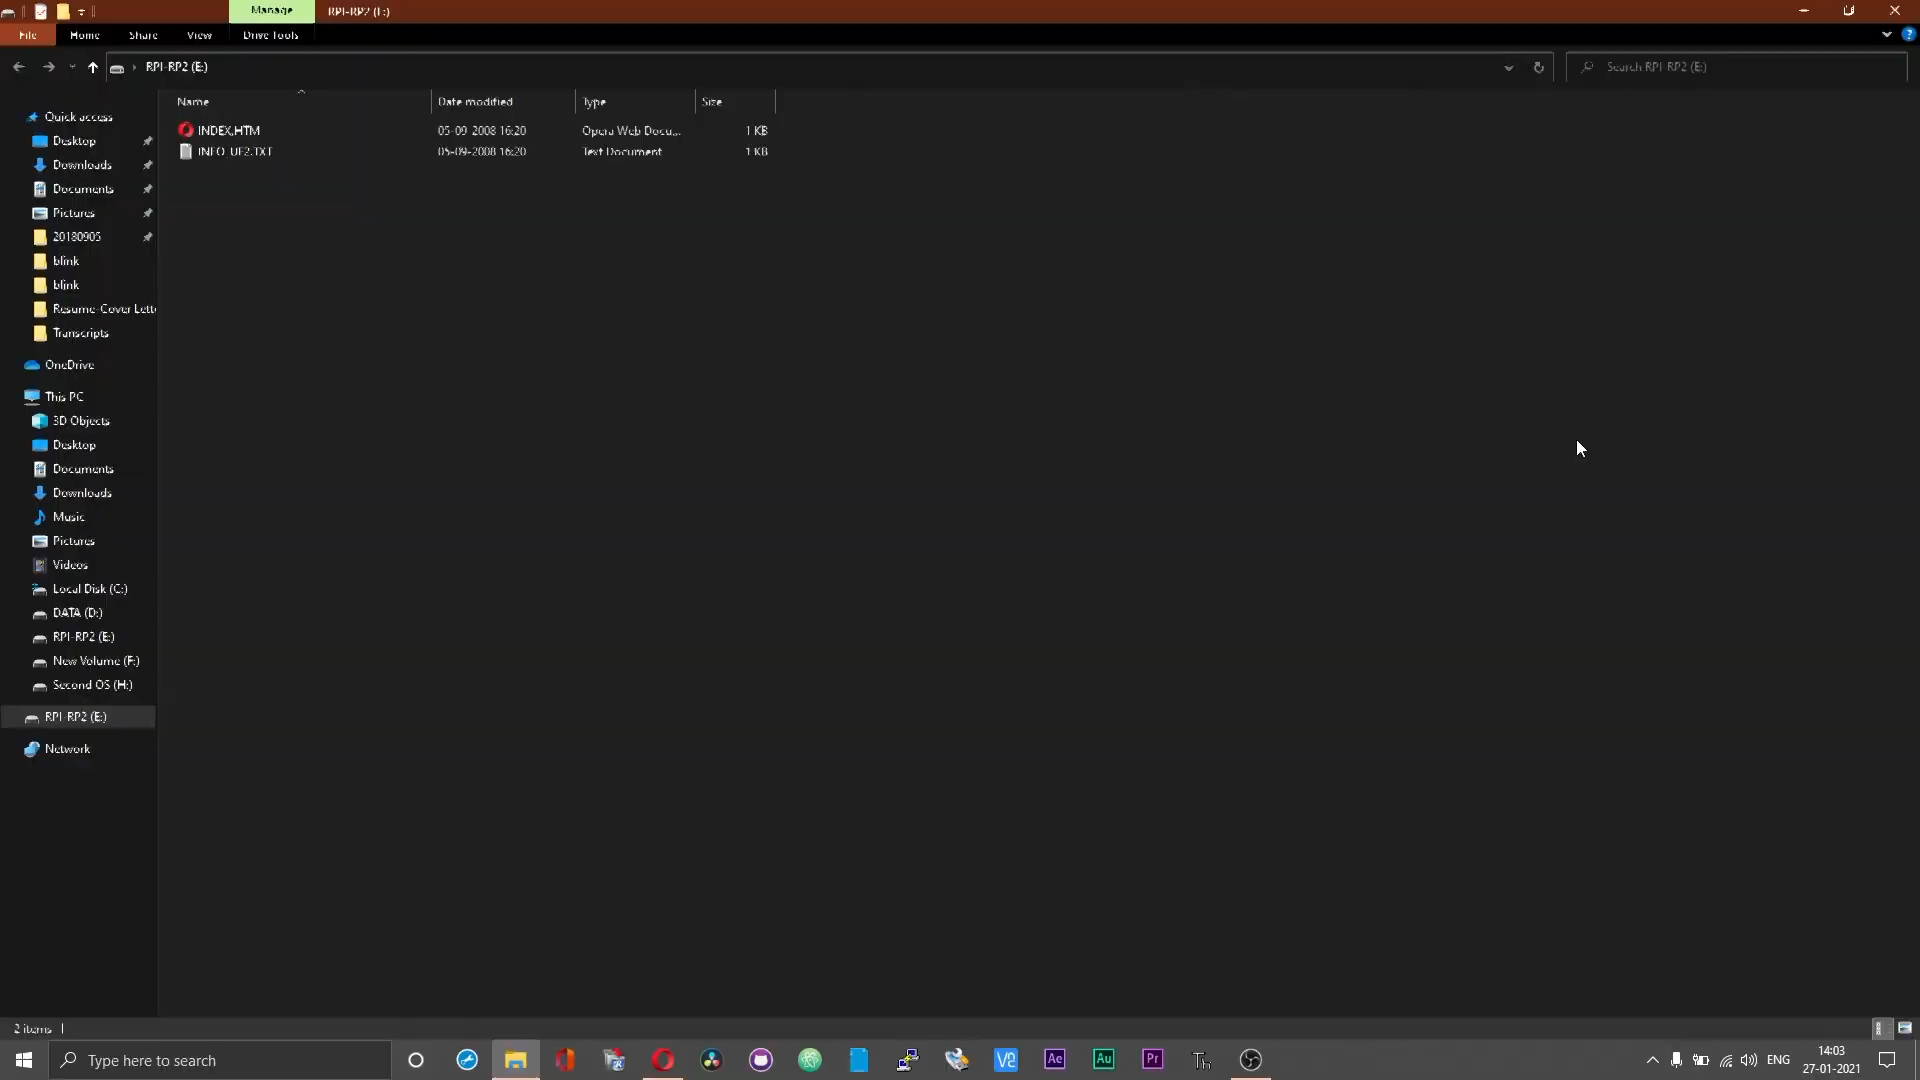 Manage RPI-RP2 (E:)
File Home Share View Drive Tools
RPI-RP2 (E:) Search RPI-RP2 (E:)
Name Date modified Type Size
INDEX.HTM 05-09-2008 16:20 Opera Web Docu... 1 KB
INFO_UF2.TXT 05-09-2008 16:20 Text Document 1 KB
Quick access
Desktop
Downloads
Documents
Pictures
20180905
blink
blink
Resume-Cover Lett
Transcripts
OneDrive
This PC
3D Objects
Desktop
Documents
Downloads
Music
Pictures
Videos
Local Disk (C:)
DATA (D:)
RPI-RP2 (E:)
New Volume (F:)
Second OS (H:)
RPI-RP2 (E:)
Network
2 items
Type here to search V2 Ae Au Pr Th ENG 14:03
27-01-2021